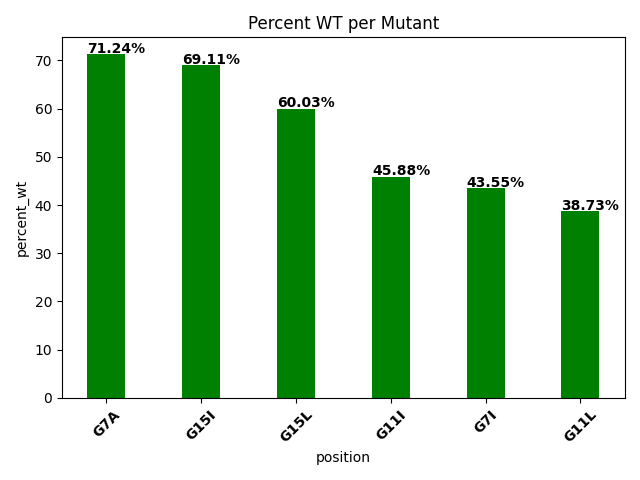 Percent WT per Mutant
71.24%
69.11%
60.03%
45.88%
43.55%
38.73%
percent_wt
70
60
50
40
30
20
10
0
G7A
G15I
G15L
G11I
G7I
G11L
position